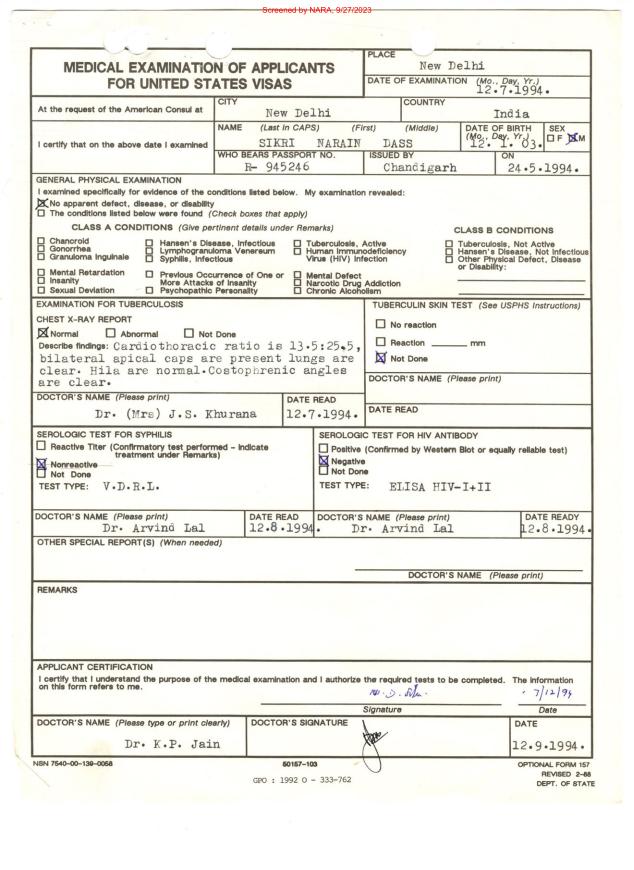 Screened by NARA, 9/27/2023
MEDICAL EXAMINATION OF APPLICANTS
FOR UNITED STATES VISAS
PLACE
New Delhi
DATE OF EXAMINATION (Mo., Day, Yr.)
12.7.1994.
At the request of the American Consul at
CITY
New Delhi
COUNTRY
India
I certify that on the above date I examined
NAME (Last in CAPS) (First) (Middle)
SIKRI NARAIN DASS
DATE OF BIRTH
(Mo., Day, Yr.)
12. 1. 03.
SEX
F M
WHO BEARS PASSPORT NO.
R- 945246
ISSUED BY
Chandigarh
ON
24.5.1994.
GENERAL PHYSICAL EXAMINATION
I examined specifically for evidence of the conditions listed below. My examination revealed:
No apparent defect, disease, or disability
The conditions listed below were found (Check boxes that apply)
CLASS A CONDITIONS (Give pertinent details under Remarks)
Chancroid
Gonorrhea
Granuloma Inguinale
Mental Retardation
Insanity
Sexual Deviation
Hansen's Disease, Infectious
Lymphogranuloma Venereum
Syphilis, Infectious
Previous Occurrence of One or
More Attacks of Insanity
Psychopathic Personality
Tuberculosis, Active
Human Immunodeficiency
Virus (HIV) Infection
Mental Defect
Narcotic Drug Addiction
Chronic Alcoholism
CLASS B CONDITIONS
Tuberculosis, Not Active
Hansen's Disease, Not Infectious
Other Physical Defect, Disease
or Disability:
EXAMINATION FOR TUBERCULOSIS
CHEST X-RAY REPORT
Normal Abnormal Not Done
Describe findings: Cardiothoracic ratio is 13.5:25.5,
bilateral apical caps are present lungs are
clear. Hila are normal.Costophrenic angles
are clear.
DOCTOR'S NAME (Please print)
Dr. (Mrs) J.S. Khurana
DATE READ
12.7.1994.
TUBERCULIN SKIN TEST (See USPHS Instructions)
No reaction
Reaction mm
Not Done
DOCTOR'S NAME (Please print)
DATE READ
SEROLOGIC TEST FOR SYPHILIS
Reactive Titer (Confirmatory test performed – indicate
treatment under Remarks)
Nonreactive
Not Done
TEST TYPE: V.D.R.L.
DOCTOR'S NAME (Please print)
Dr. Arvind Lal
DATE READ
12.8.1994.
SEROLOGIC TEST FOR HIV ANTIBODY
Positive (Confirmed by Western Blot or equally reliable test)
Negative
Not Done
TEST TYPE: ELISA HIV-I+II
DOCTOR'S NAME (Please print)
Dr. Arvind Lal
DATE READY
12.8.1994.
OTHER SPECIAL REPORT(S) (When needed)
DOCTOR'S NAME (Please print)
REMARKS
APPLICANT CERTIFICATION
I certify that I understand the purpose of the medical examination and I authorize the required tests to be completed. The information
on this form refers to me.
7/12/94
Signature Date
DOCTOR'S NAME (Please type or print clearly)
Dr. K.P. Jain
DOCTOR'S SIGNATURE
DATE
12.9.1994.
NSN 7540-00-139-0058
50157-103
OPTIONAL FORM 157
REVISED 2-88
DEPT. OF STATE
GPO : 1992 O - 333-762